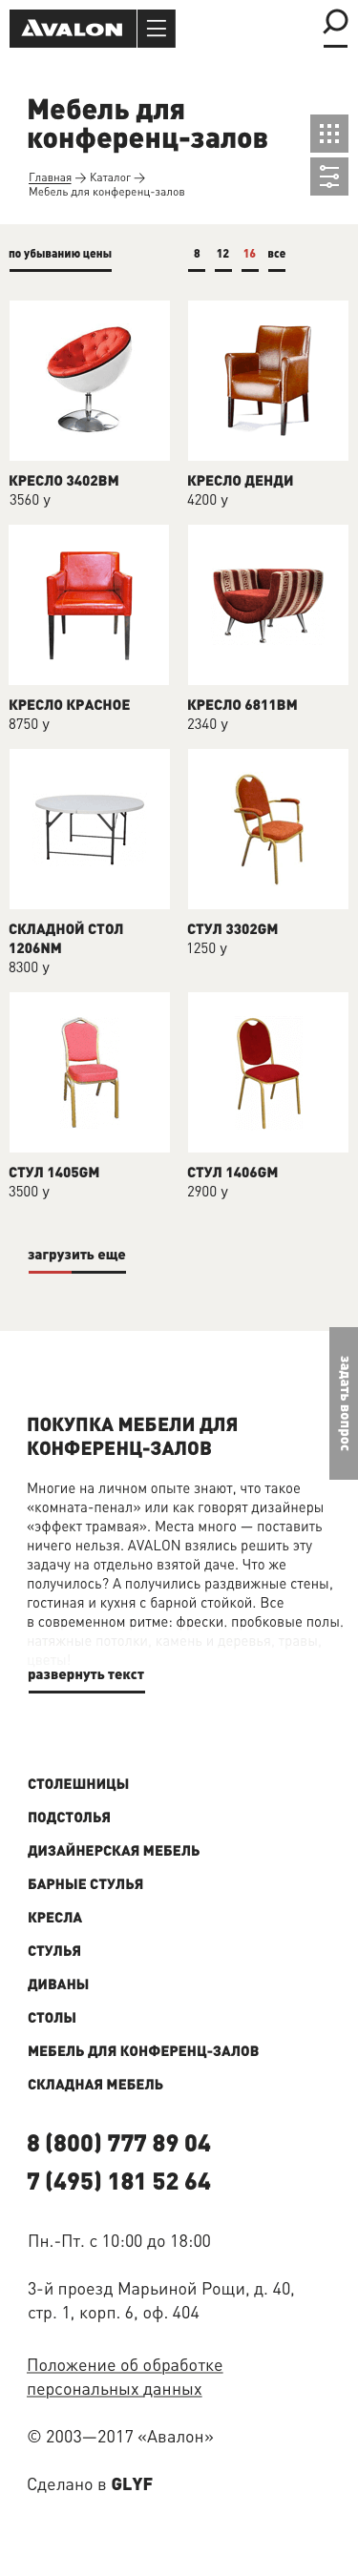 AVALON
Мебель для
конференц-залов
Главная → Каталог →
Мебель для конференц-залов
по убыванию цены 8 12 16 все
КРЕСЛО 3402BM
3560 у
КРЕСЛО ДЕНДИ
4200 у
КРЕСЛО КРАСНОЕ
8750 у
КРЕСЛО 6811BM
2340 у
СКЛАДНОЙ СТОЛ
1206NM
8300 у
СТУЛ 3302GM
1250 у
СТУЛ 1405GM
3500 у
СТУЛ 1406GM
2900 у
загрузить еще
задать вопрос
ПОКУПКА МЕБЕЛИ ДЛЯ
КОНФЕРЕНЦ-ЗАЛОВ
Многие на личном опыте знают, что такое
«комната-пенал» или как говорят дизайнеры
«эффект трамвая». Места много — поставить
ничего нельзя. AVALON взялись решить эту
задачу на отдельно взятой даче. Что же
получилось? А получились раздвижные стены,
гостиная и кухня с барной стойкой. Все
в современном ритме: фрески, пробковые полы,
натяжные потолки, камень и деревья, травы,
цветы!
развернуть текст
СТОЛЕШНИЦЫ
ПОДСТОЛЬЯ
ДИЗАЙНЕРСКАЯ МЕБЕЛЬ
БАРНЫЕ СТУЛЬЯ
КРЕСЛА
СТУЛЬЯ
ДИВАНЫ
СТОЛЫ
МЕБЕЛЬ ДЛЯ КОНФЕРЕНЦ-ЗАЛОВ
СКЛАДНАЯ МЕБЕЛЬ
8 (800) 777 89 04
7 (495) 181 52 64
Пн.-Пт. с 10:00 до 18:00
3-й проезд Марьиной Рощи, д. 40,
стр. 1, корп. 6, оф. 404
Положение об обработке
персональных данных
© 2003—2017 «Авалон»
Сделано в GLYF